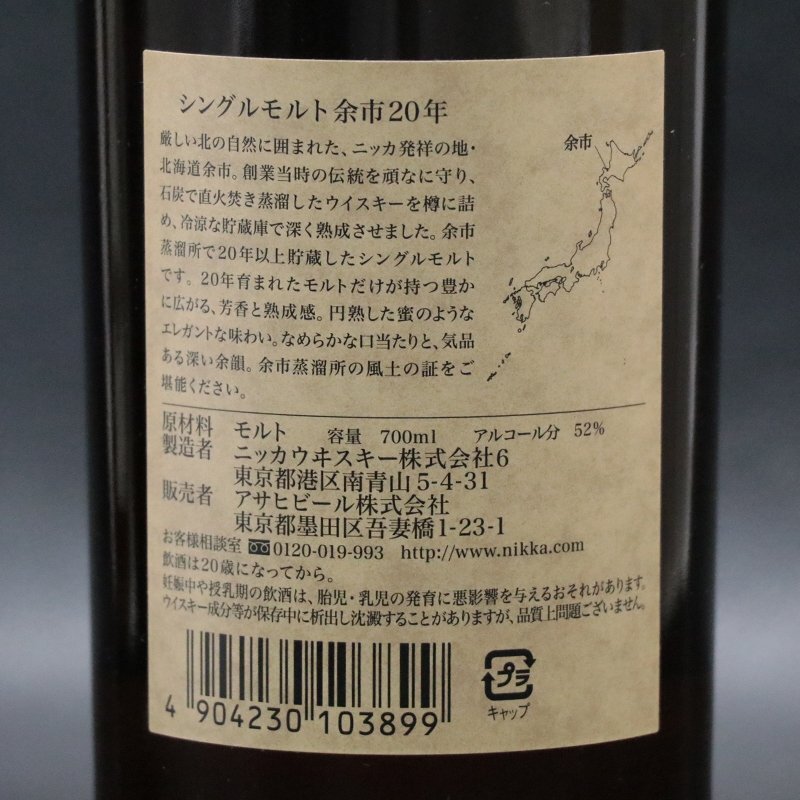 シングルモルト余市20年
余市
厳しい北の自然に囲まれた、ニッカ発祥の地・
北海道余市。創業当時の伝統を頑なに守り、
石炭で直火焚き蒸溜したウイスキーを樽に詰
め、冷涼な貯蔵庫で深く熟成させました。余市
蒸溜所で20年以上貯蔵したシングルモルト
です。20年育まれたモルトだけが持つ豊か
に広がる、芳香と熟成感。円熟した蜜のような
エレガントな味わい。なめらかな口当たりと、気品
ある深い余韻。余市蒸溜所の風土の証をご
堪能ください。
原材料 モルト 容量 700ml アルコール分 52%
製造者 ニッカウヰスキー株式会社6
東京都港区南青山5-4-31
販売者 アサヒビール株式会社
東京都墨田区吾妻橋1-23-1
お客様相談室 0120-019-993 http://www.nikka.com
飲酒は20歳になってから。
妊娠中や授乳期の飲酒は、胎児・乳児の発育に悪影響を与えるおそれがあります。
ウイスキー成分等が保存中に析出し沈澱することがありますが、品質上問題ございません。
4 904230 103899
プラ
キャップ